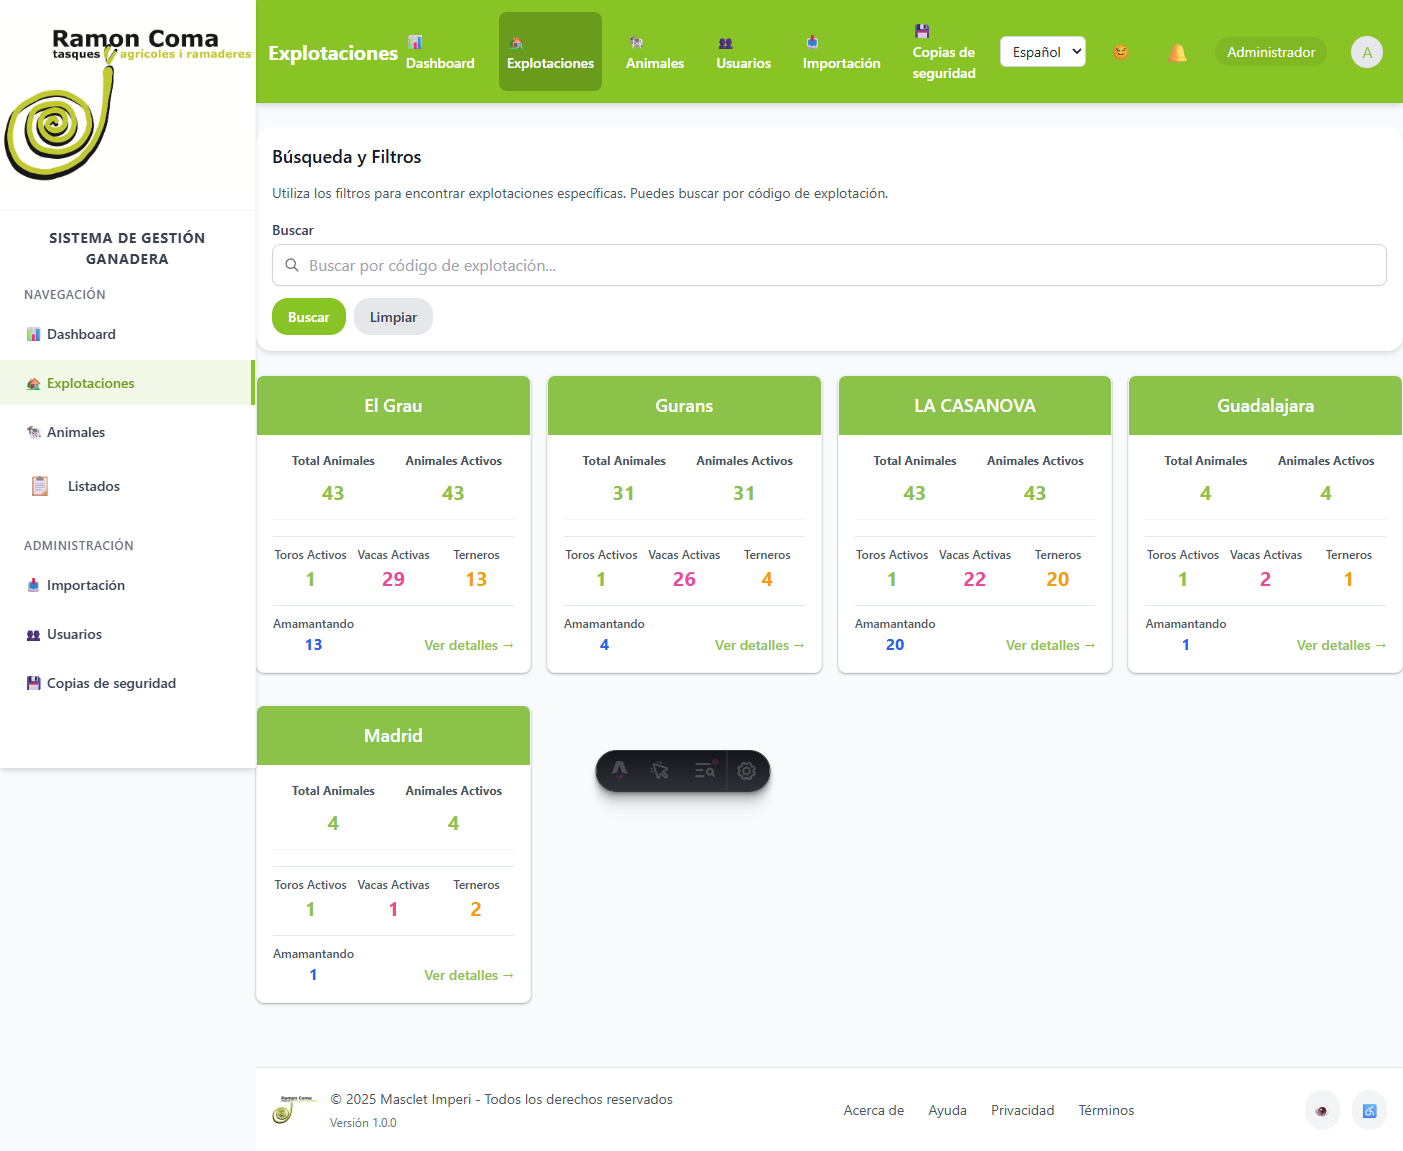 Ramon Coma
tasques agrícoles i ramaderes
SISTEMA DE GESTIÓN
GANADERA
NAVEGACIÓN
Dashboard
Explotaciones
Animales
Listados
ADMINISTRACIÓN
Importación
Usuarios
Copias de seguridad
Explotaciones
Dashboard
Explotaciones
Animales
Usuarios
Importación
Copias de
seguridad
Español
Administrador
A
Búsqueda y Filtros
Utiliza los filtros para encontrar explotaciones específicas. Puedes buscar por código de explotación.
Buscar
Buscar por código de explotación...
Buscar
Limpiar
El Grau
Total Animales Animales Activos
43 43
Toros Activos Vacas Activas Terneros
1 29 13
Amamantando
13 Ver detalles →
Gurans
Total Animales Animales Activos
31 31
Toros Activos Vacas Activas Terneros
1 26 4
Amamantando
4 Ver detalles →
LA CASANOVA
Total Animales Animales Activos
43 43
Toros Activos Vacas Activas Terneros
1 22 20
Amamantando
20 Ver detalles →
Guadalajara
Total Animales Animales Activos
4 4
Toros Activos Vacas Activas Terneros
1 2 1
Amamantando
1 Ver detalles →
Madrid
Total Animales Animales Activos
4 4
Toros Activos Vacas Activas Terneros
1 1 2
Amamantando
1 Ver detalles →
Ramon Coma
© 2025 Masclet Imperi - Todos los derechos reservados
Versión 1.0.0
Acerca de Ayuda Privacidad Términos